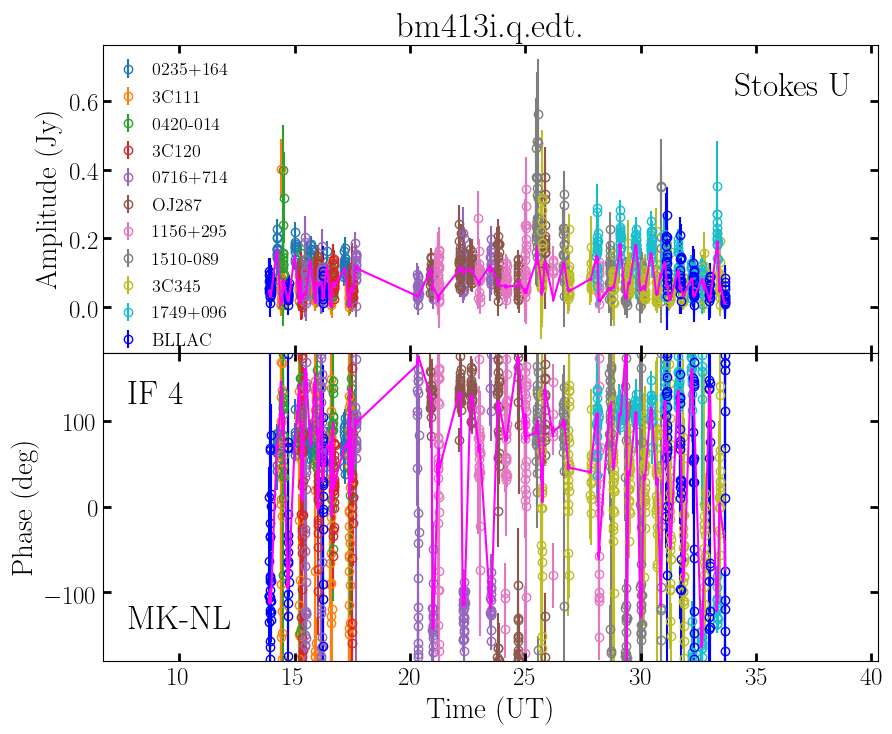 bm413i.q.edt.
Stokes U
0235+164
3C111
0420-014
3C120
0716+714
OJ287
1156+295
1510-089
3C345
1749+096
BLLAC
Amplitude (Jy)
0.6
0.4
0.2
0.0
IF 4
MK-NL
Phase (deg)
100
0
−100
10 15 20 25 30 35 40
Time (UT)